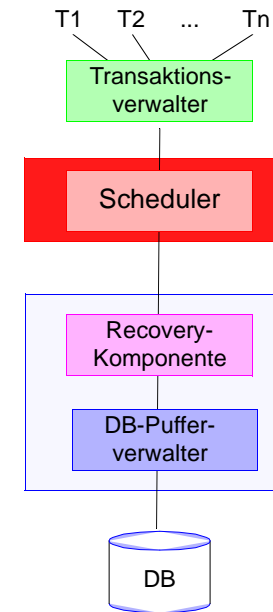 T1 T2 ... Tn
Transaktions-
verwalter
Scheduler
Recovery-
Komponente
DB-Puffer-
verwalter
DB